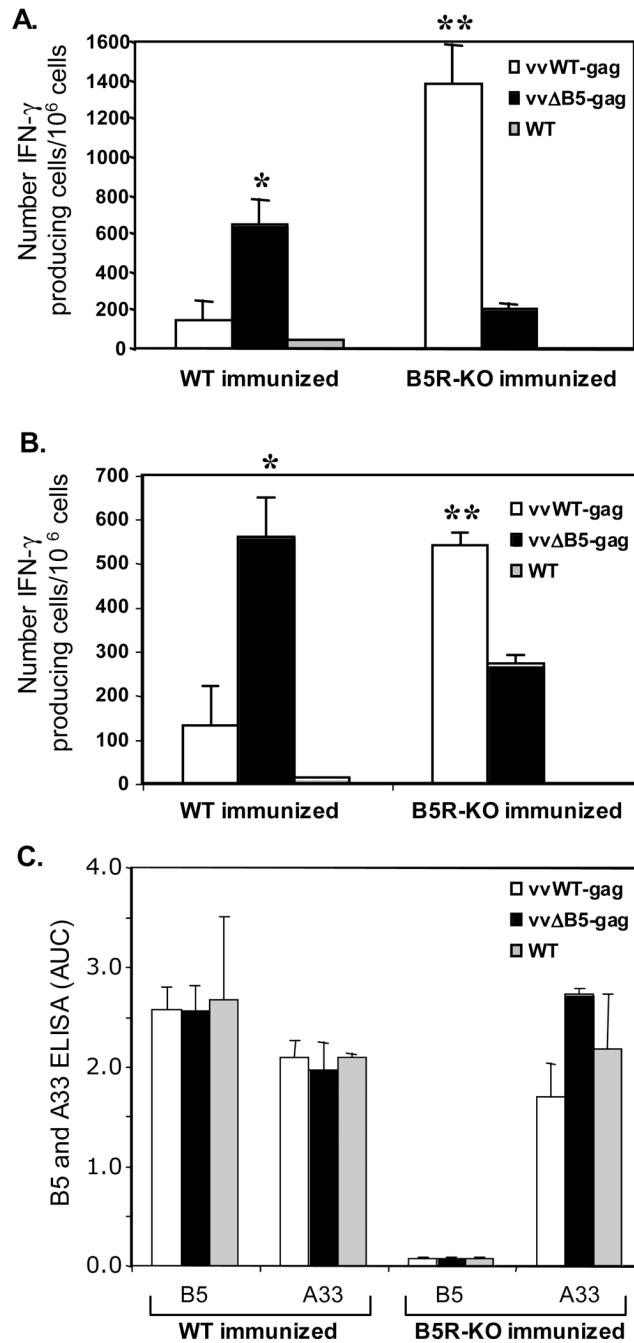 A.
Number IFN-γ
producing cells/10⁶ cells
1600
1400
1600
1200
1000
800
600
400
200
0
*
**
vvWT-gag
vvΔB5-gag
WT
WT immunized
B5R-KO immunized
B.
Number IFN-γ
producing cells/10 ⁶ cells
700
600
500
400
300
200
100
0
*
**
vvWT-gag
vvΔB5-gag
WT
WT immunized
B5R-KO immunized
C.
B5 and A33 ELISA (AUC)
4.0
3.0
2.0
1.0
0.0
vvWT-gag
vvΔB5-gag
WT
B5
A33
B5
A33
WT immunized
B5R-KO immunized